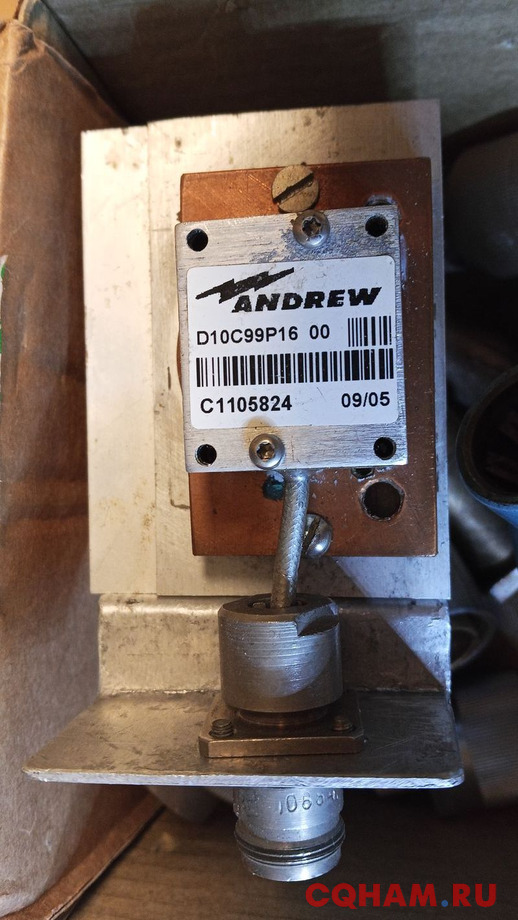 ANDREW
D10C99P16 00
C1105824 09/05
CQHAM.RU